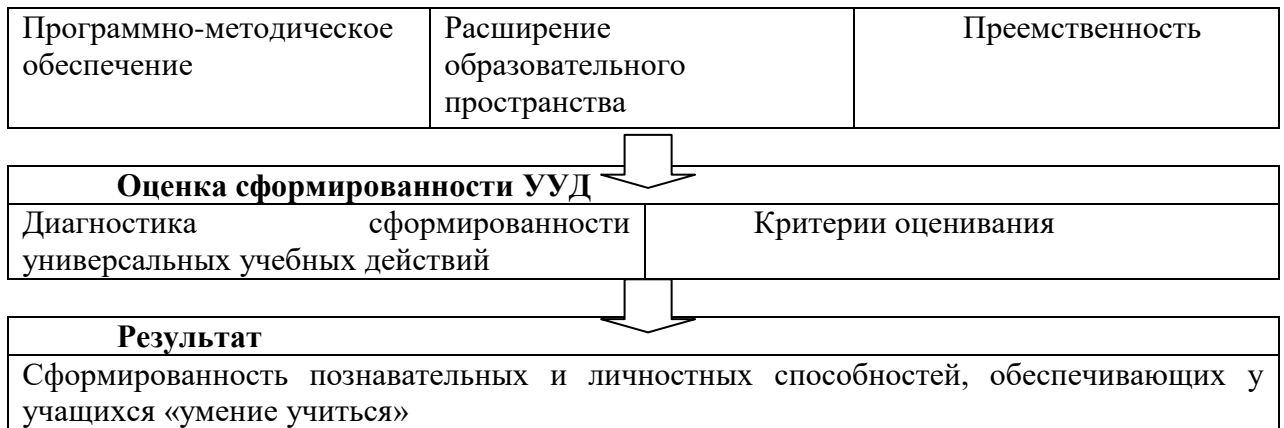 Программно-методическое обеспечение
Расширение образовательного пространства
Преемственность
Оценка сформированности УУД
Диагностика сформированности
универсальных учебных действий
Критерии оценивания
Результат
Сформированность познавательных и личностных способностей, обеспечивающих у
учащихся «умение учиться»